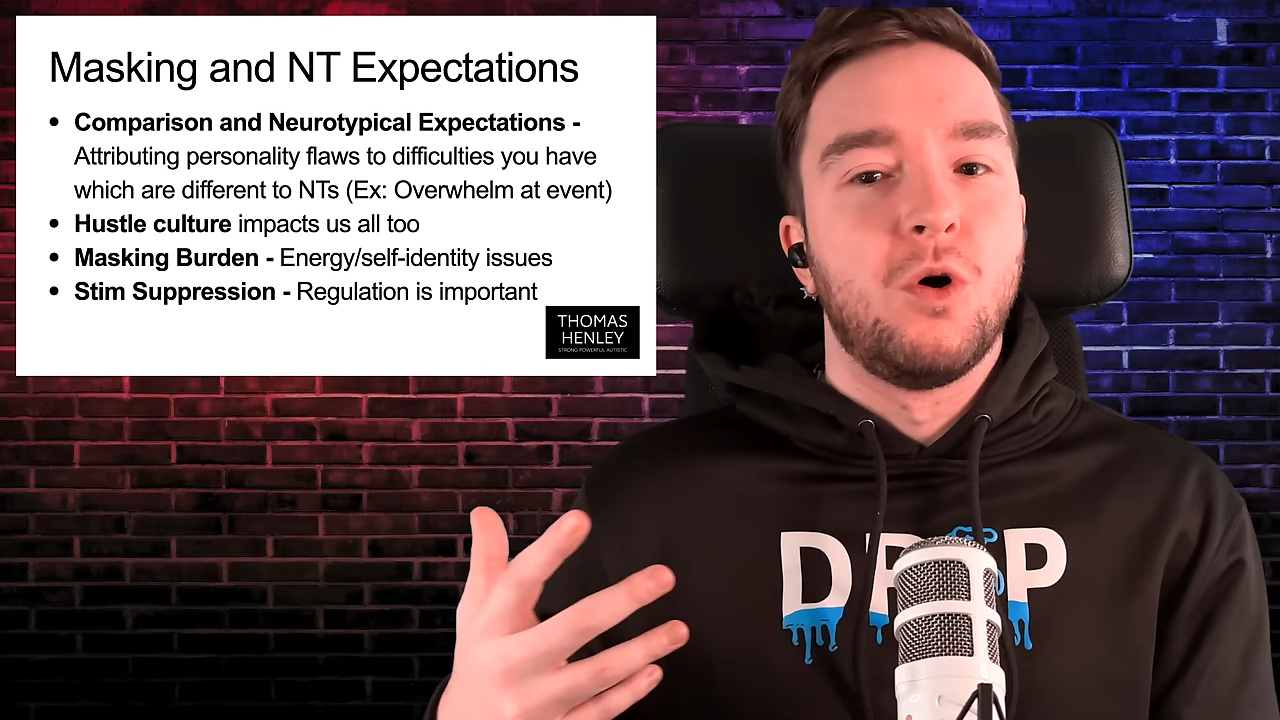 Masking and NT Expectations
• Comparison and Neurotypical Expectations -
Attributing personality flaws to difficulties you have
which are different to NTs (Ex: Overwhelm at event)
• Hustle culture impacts us all too
• Masking Burden - Energy/self-identity issues
• Stim Suppression - Regulation is important
THOMAS
HENLEY
STRONG POWERFUL AUTISTIC